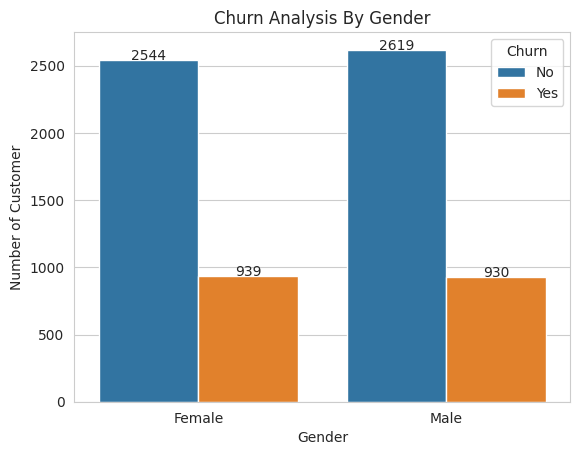 Churn Analysis By Gender
Churn
No
Yes
2544
2619
939
930
2500
2000
1500
1000
500
0
Number of Customer
Female
Male
Gender